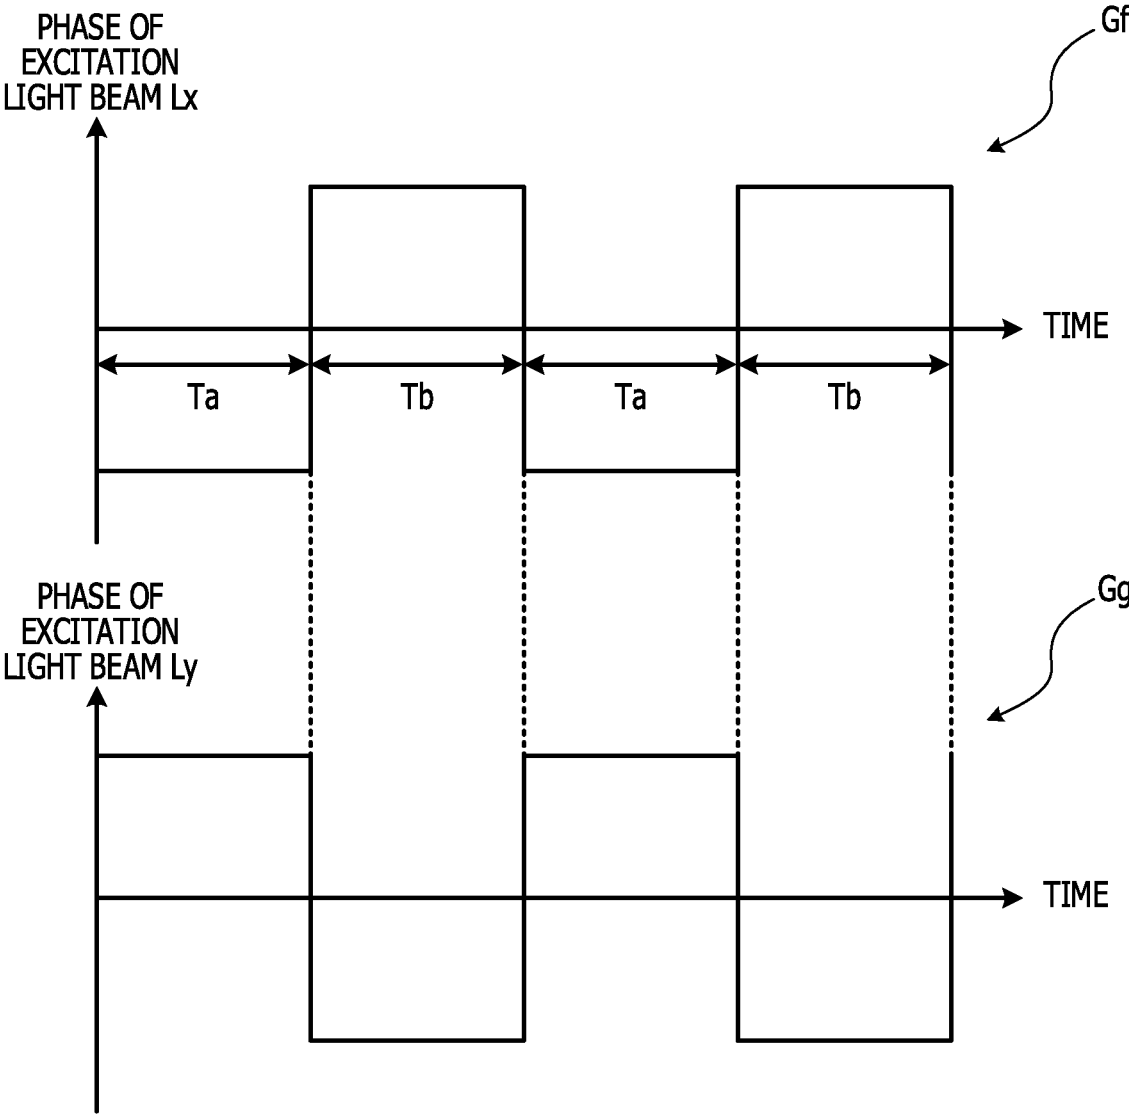 PHASE OF
EXCITATION
LIGHT BEAM Lx
Gf
TIME
Ta
Tb
Ta
Tb
PHASE OF
EXCITATION
LIGHT BEAM Ly
Gg
TIME